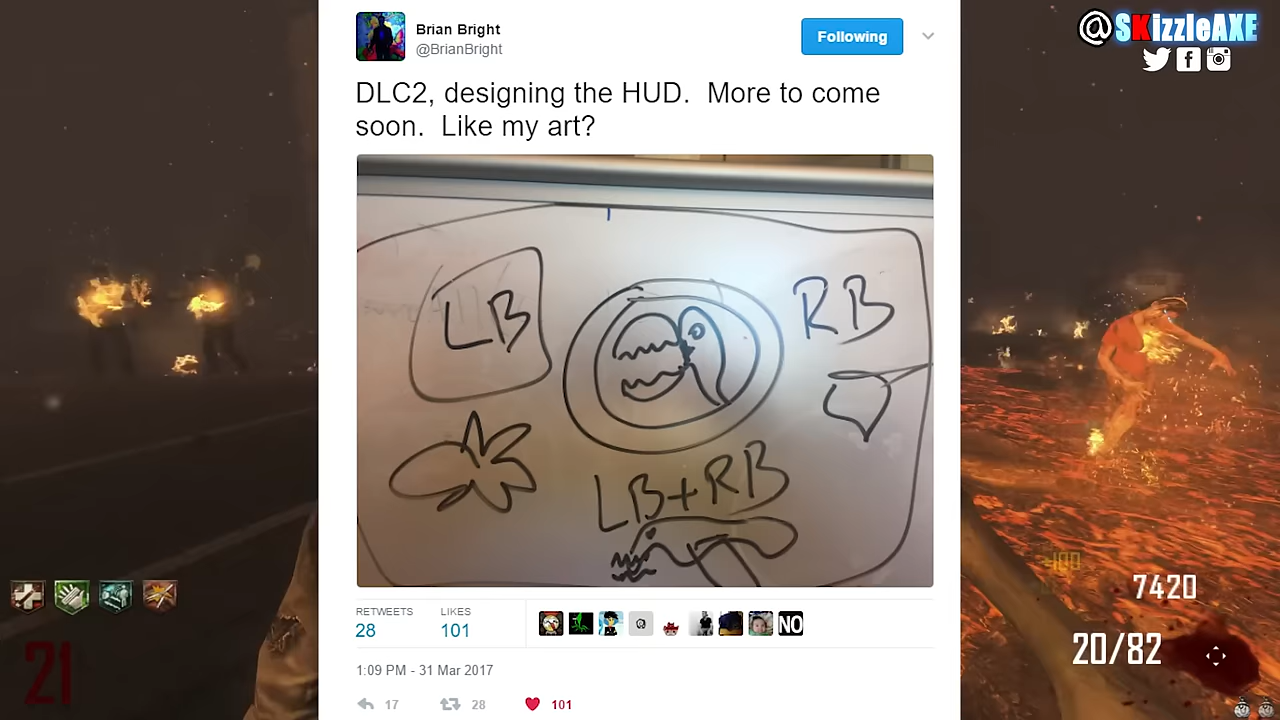 @SKizzleAXE
Brian Bright
@BrianBright
Following
DLC2, designing the HUD. More to come
soon. Like my art?
LB
RB
LB+RB
RETWEETS
LIKES
28
101
NO
1:09 PM - 31 Mar 2017
17
28
101
21
-100
7420
20/82